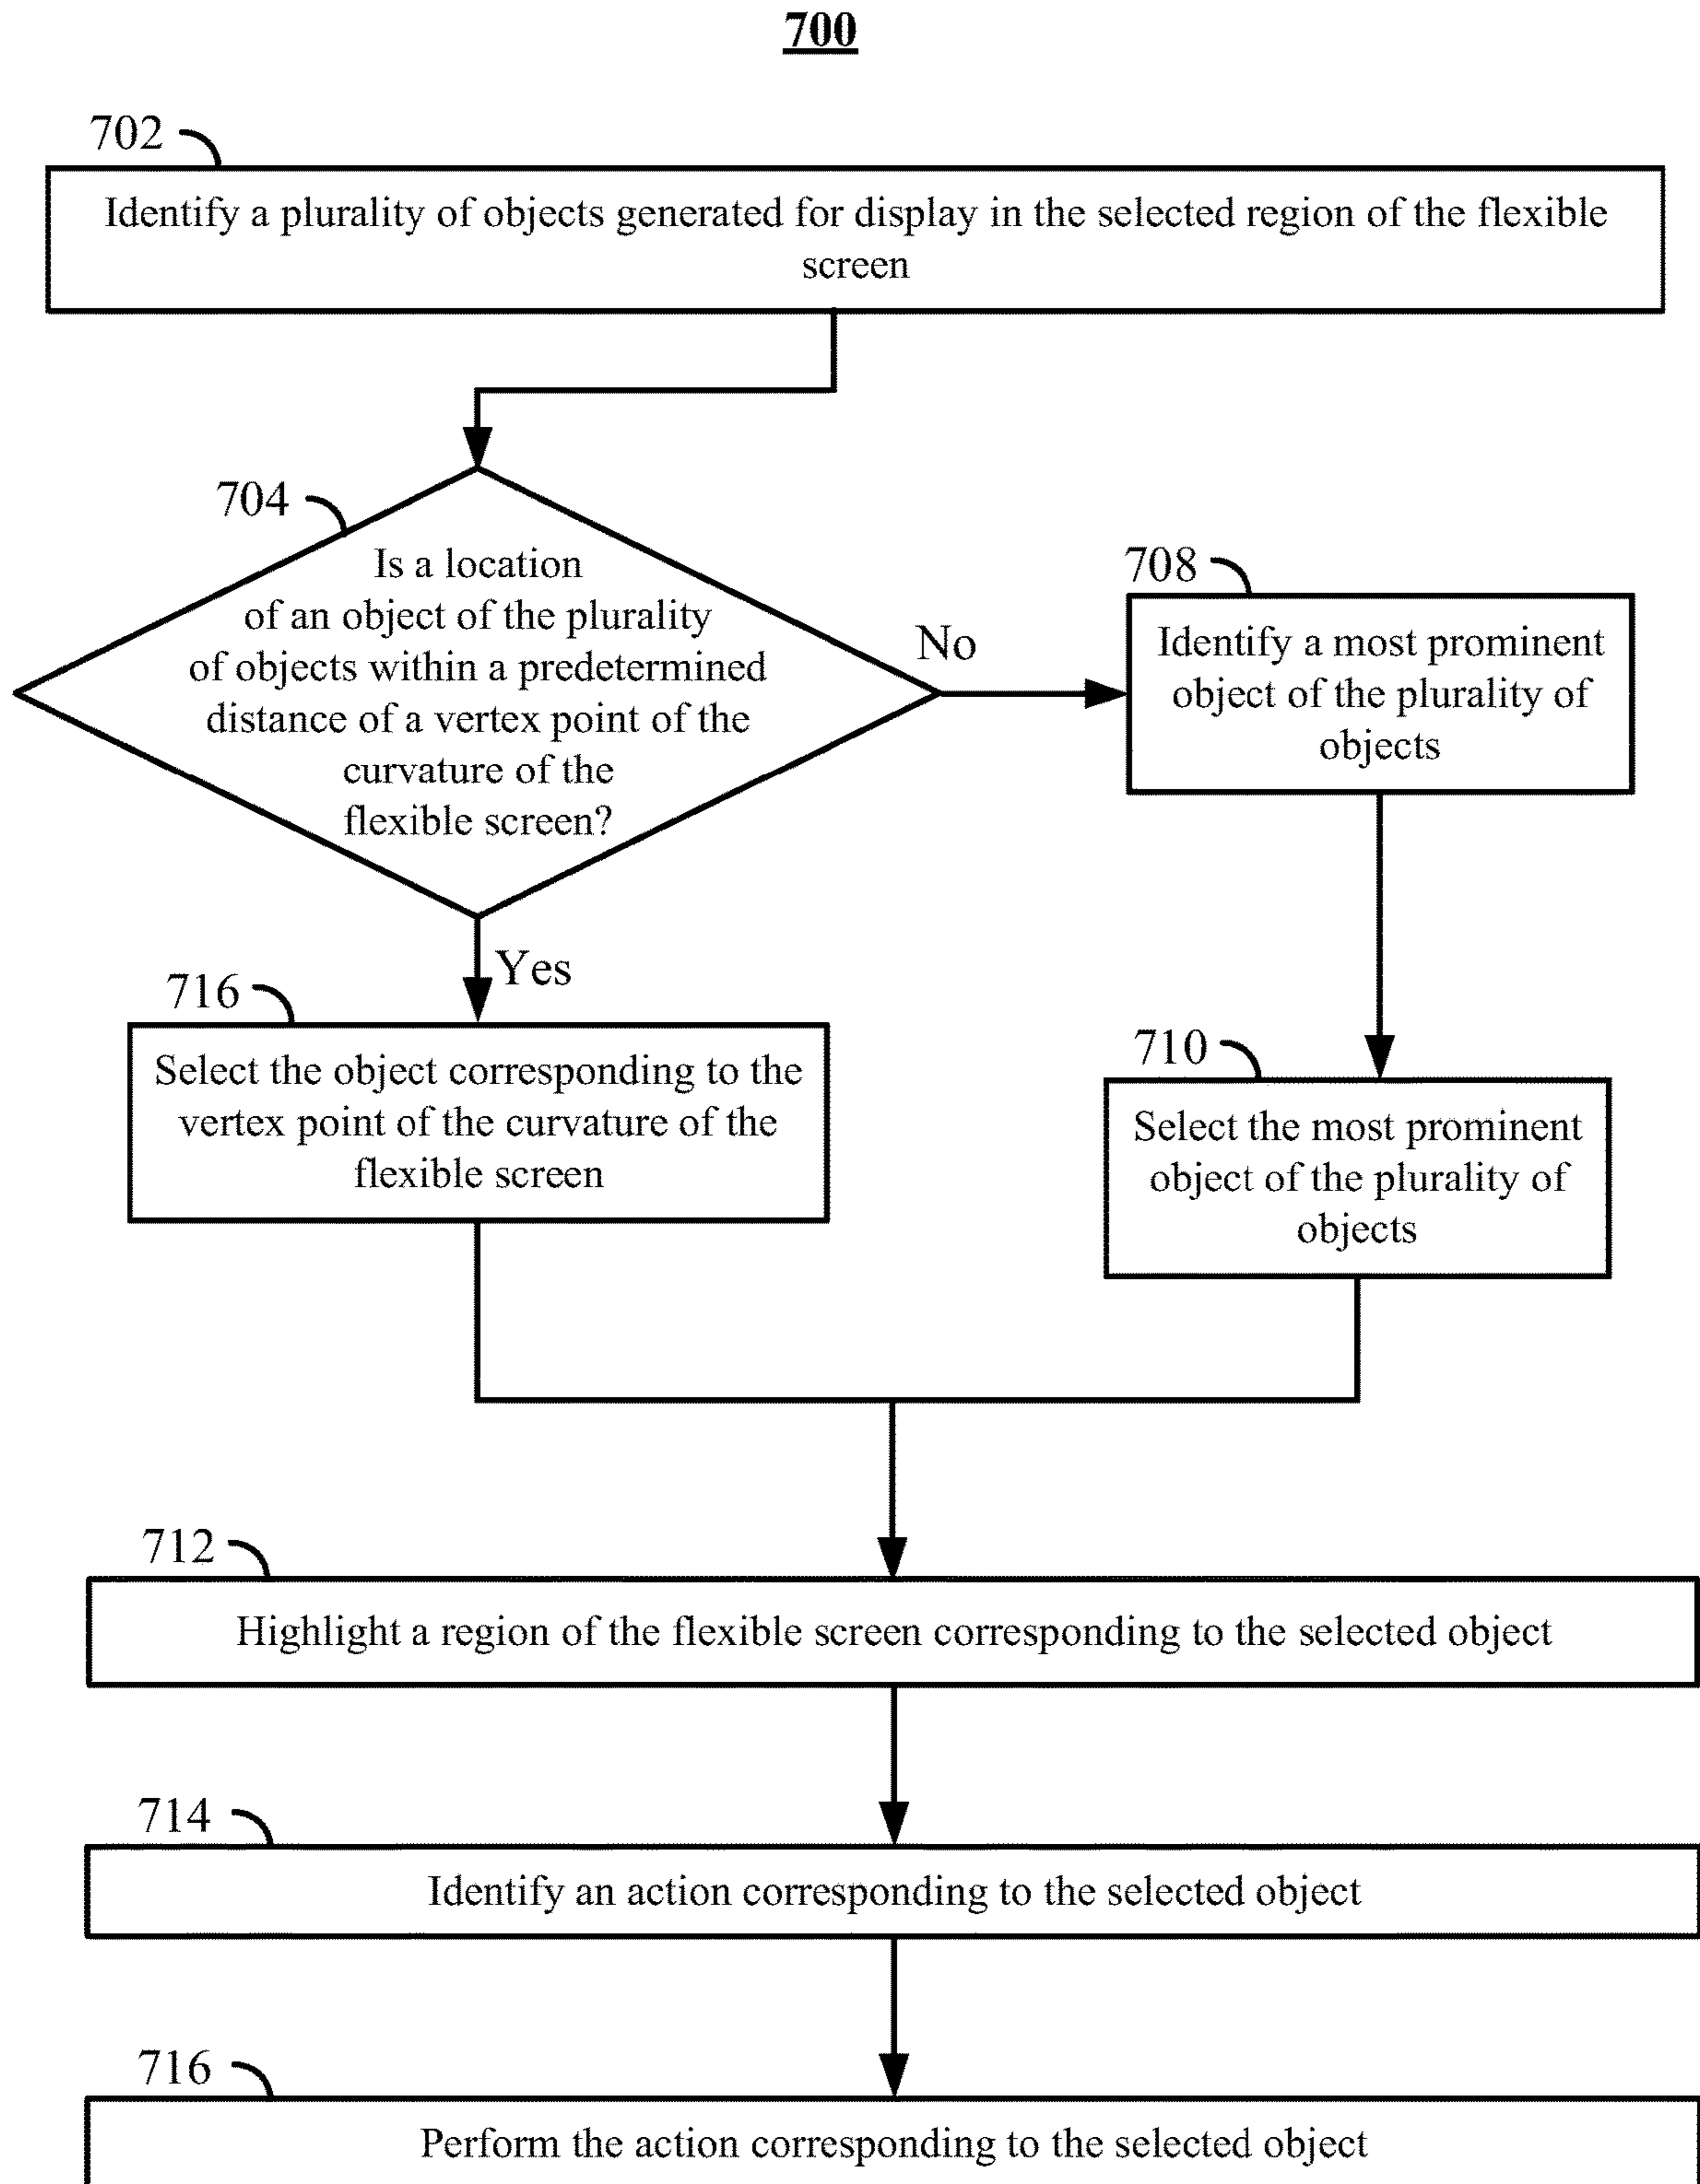 700
702
Identify a plurality of objects generated for display in the selected region of the flexible
screen
704
Is a location
of an object of the plurality
of objects within a predetermined
distance of a vertex point of the
curvature of the
flexible screen?
No
708
Identify a most prominent
object of the plurality of
objects
Yes
716
Select the object corresponding to the
vertex point of the curvature of the
flexible screen
710
Select the most prominent
object of the plurality of
objects
712
Highlight a region of the flexible screen corresponding to the selected object
714
Identify an action corresponding to the selected object
716
Perform the action corresponding to the selected object